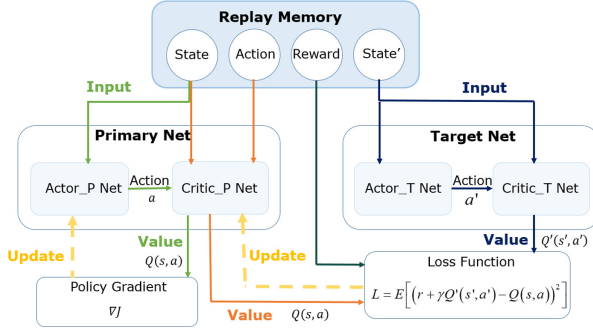 Replay Memory
State
Action
Reward
State'
Input
Input
Primary Net
Target Net
Actor_P Net
Action
a
Critic_P Net
Actor_T Net
Action
a'
Critic_T Net
Update
Value
Q(s,a)
Update
Value
Q'(s',a')
Policy Gradient
∇J
Loss Function
L = E[(r + γQ'(s',a') − Q(s,a))²]
Value
Q(s,a)